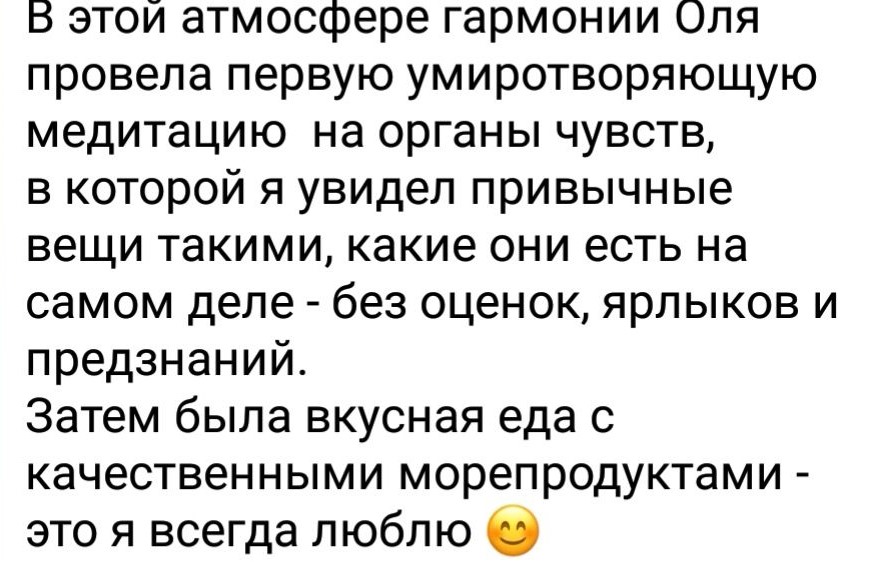 В этой атмосфере гармонии Оля
провела первую умиротворяющую
медитацию  на органы чувств,
в которой я увидел привычные
вещи такими, какие они есть на
самом деле - без оценок, ярлыков и
предзнаний.
Затем была вкусная еда с
качественными морепродуктами -
это я всегда люблю 😊